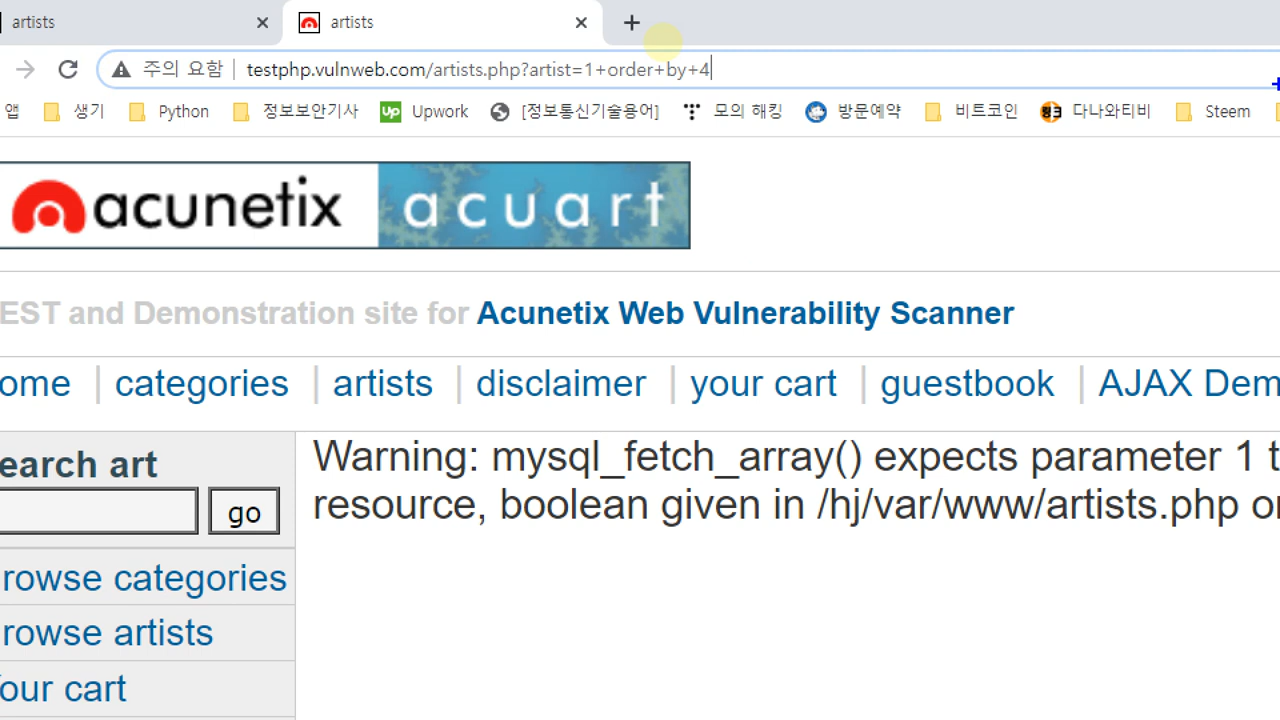 artists
artists
주의 요함
testphp.vulnweb.com/artists.php?artist=1+order+by+4
앱 생기 Python 정보보안기사 Up Upwork [정보통신기술용어] 모의 해킹 방문예약 비트코인 다나와티비 Steem
acunetix acuart
EST and Demonstration site for Acunetix Web Vulnerability Scanner
ome | categories | artists | disclaimer | your cart | guestbook | AJAX Dem
earch art
Warning: mysql_fetch_array() expects parameter 1 t
resource, boolean given in /hj/var/www/artists.php or
go
rowse categories
rowse artists
our cart